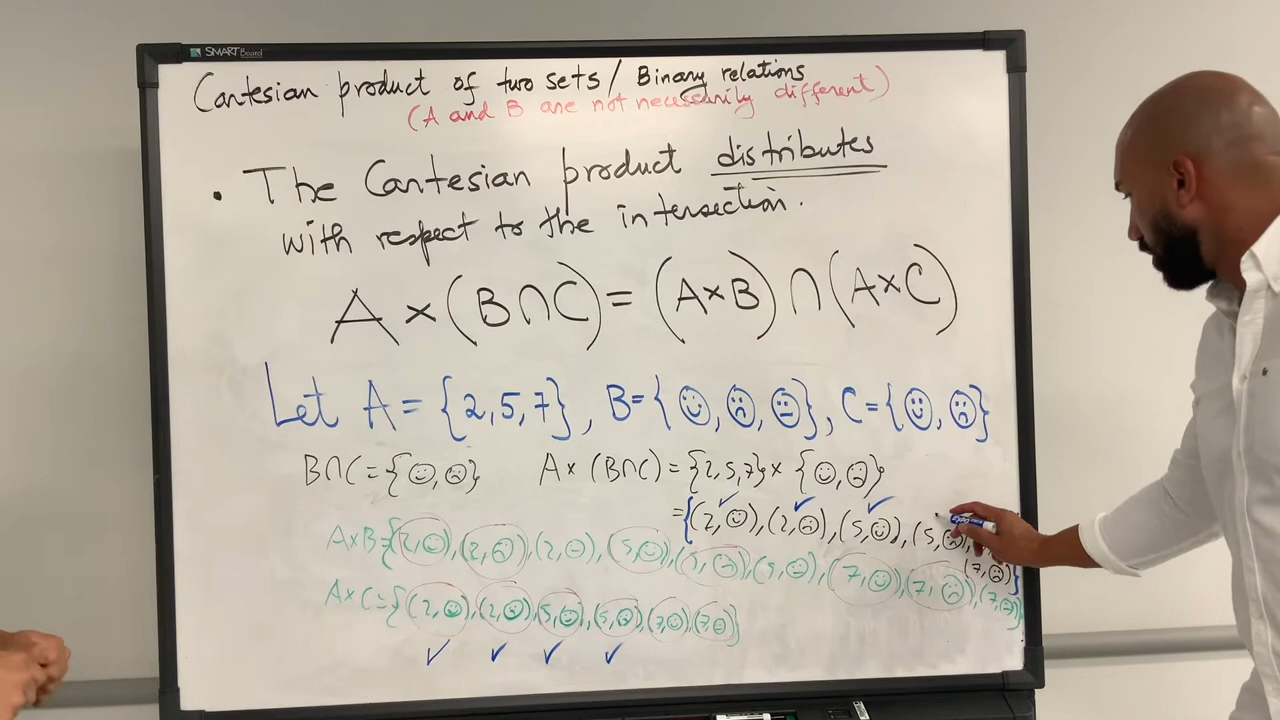 SMART Board
Cartesian product of two sets / Binary relations
(A and B are not necessarily different)
• The Cartesian product distributes
with respect to the intersection.
A × (B∩C) = (A×B) ∩ (A×C)
Let A = {2,5,7}, B={🙂,☹,😐}, C={🙂,☹}
B∩C={🙂,☹} A × (B∩C) = {2,5,7} × {🙂,☹}
={(2,🙂),(2,☹),(5,🙂),(5,☹),
(7,☹)}
A×B={(2,🙂),(2,☹),(2,😐),(5,🙂),(5,☹),(5,😐),(7,🙂),(7,☹),(7,😐)}
A×C={(2,🙂),(2,☹),(5,🙂),(5,☹),(7,🙂),(7,☹)}
✓ ✓ ✓ ✓